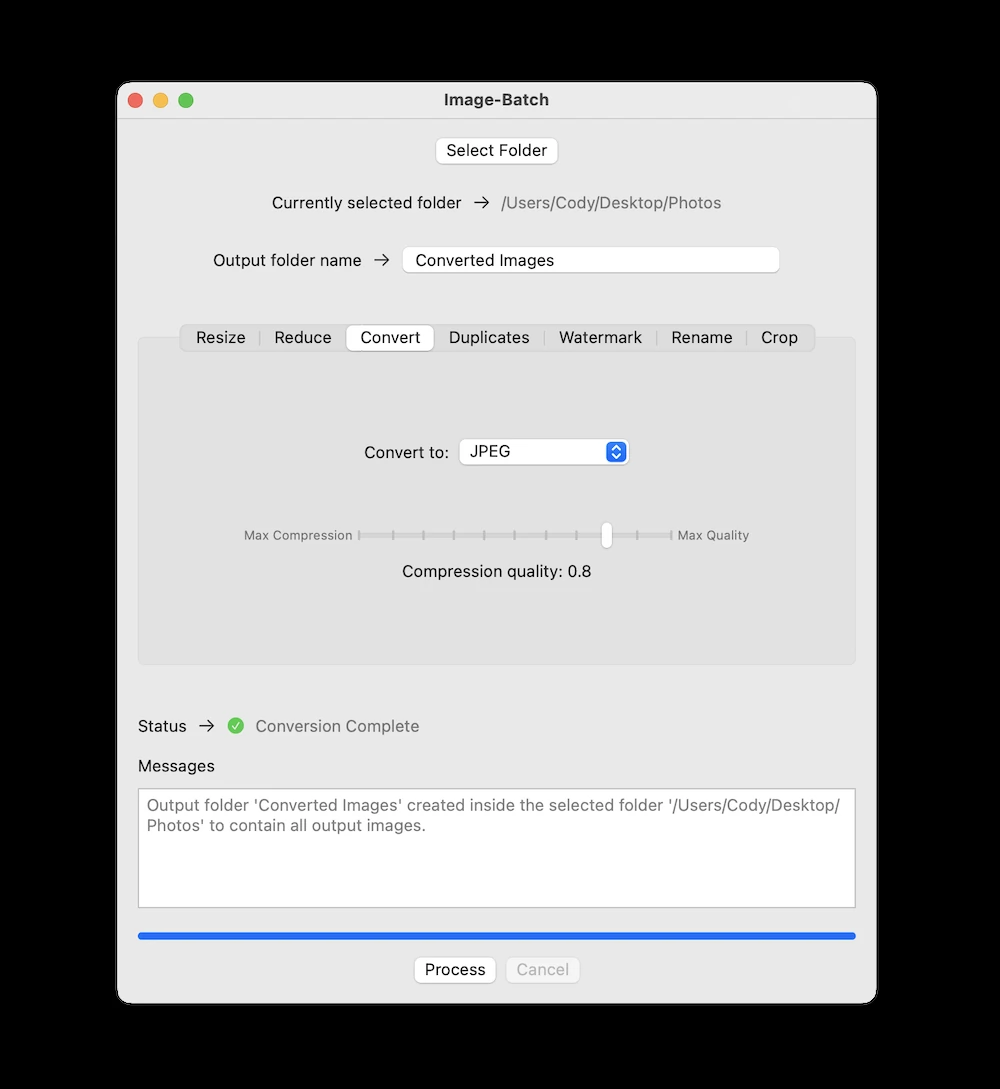 Image-Batch
Select Folder
Currently selected folder → /Users/Cody/Desktop/Photos
Output folder name → Converted Images
Resize Reduce Convert Duplicates Watermark Rename Crop
Convert to: JPEG
Max Compression Max Quality
Compression quality: 0.8
Status → Conversion Complete
Messages
Output folder 'Converted Images' created inside the selected folder '/Users/Cody/Desktop/
Photos' to contain all output images.
Process Cancel